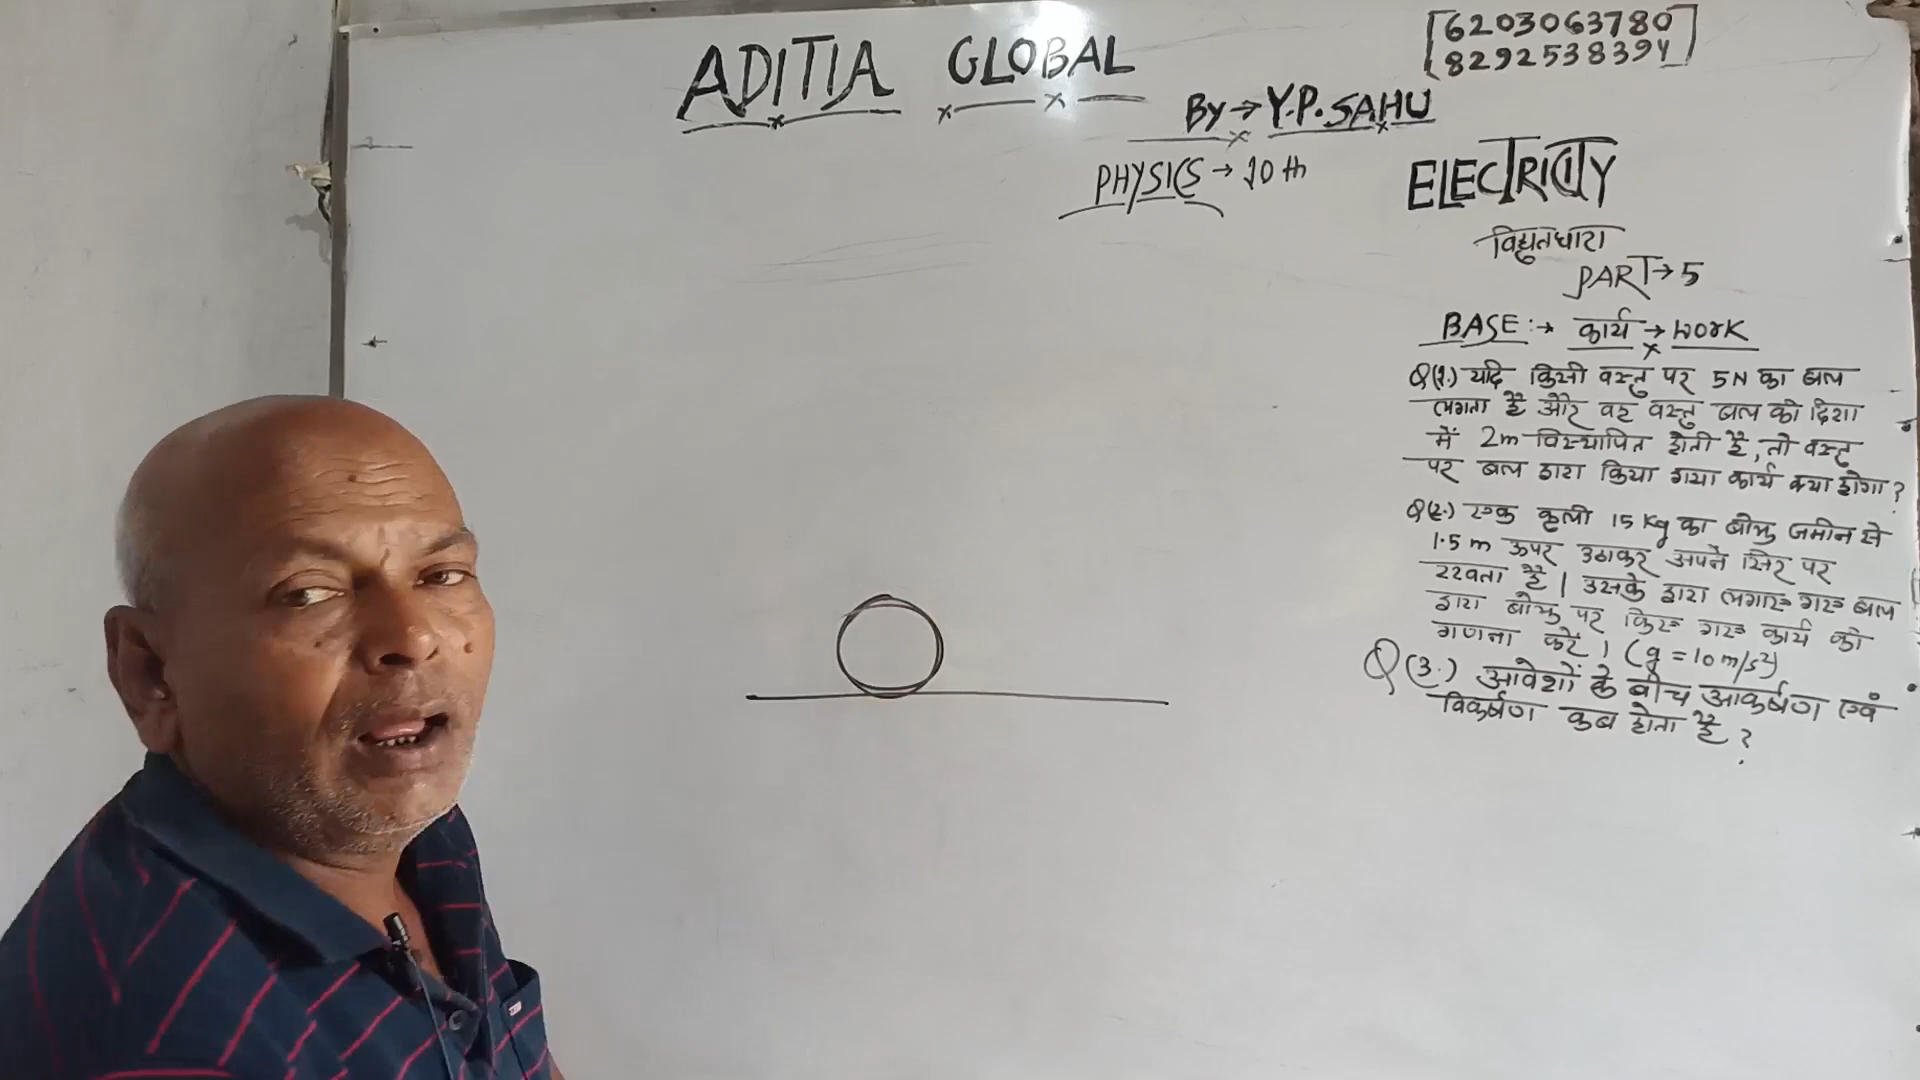 ADITIA GLOBAL
6203063780
8292538394
By → Y.P. SAHU
PHYSICS → 10 th
ELECTRICITY
विद्युतधारा
PART → 5
BASE :→ कार्य → WORK
Q(1.) यदि किसी वस्तु पर 5N का बल
लगता है और वह वस्तु बल की दिशा
में 2m विस्थापित होती है, तो वस्तु
पर बल द्वारा किया गया कार्य क्या होगा?
Q(2.) एक कुली 15 Kg का बोझ जमीन से
1.5 m ऊपर उठाकर अपने सिर पर
रखता है। उसके द्वारा लगाए गए बल
द्वारा बोझ पर किए गए कार्य की
गणना करें। (g = 10 m/s²)
Q(3.) आवेशों के बीच आकर्षण एवं
विकर्षण कब होता है?